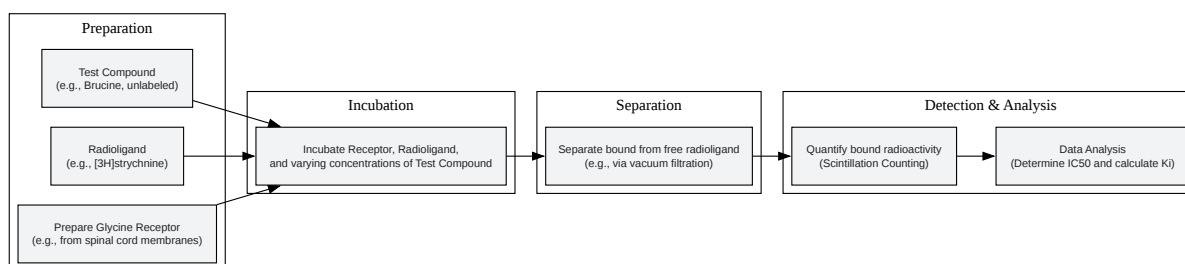 Preparation
Test Compound
(e.g., Brucine, unlabeled)
Radioligand
(e.g., [3H]strychnine)
Prepare Glycine Receptor
(e.g., from spinal cord membranes)
Incubation
Incubate Receptor, Radioligand,
and varying concentrations of Test Compound
Separation
Separate bound from free radioligand
(e.g., via vacuum filtration)
Detection & Analysis
Quantify bound radioactivity
(Scintillation Counting)
Data Analysis
(Determine IC50 and calculate Ki)